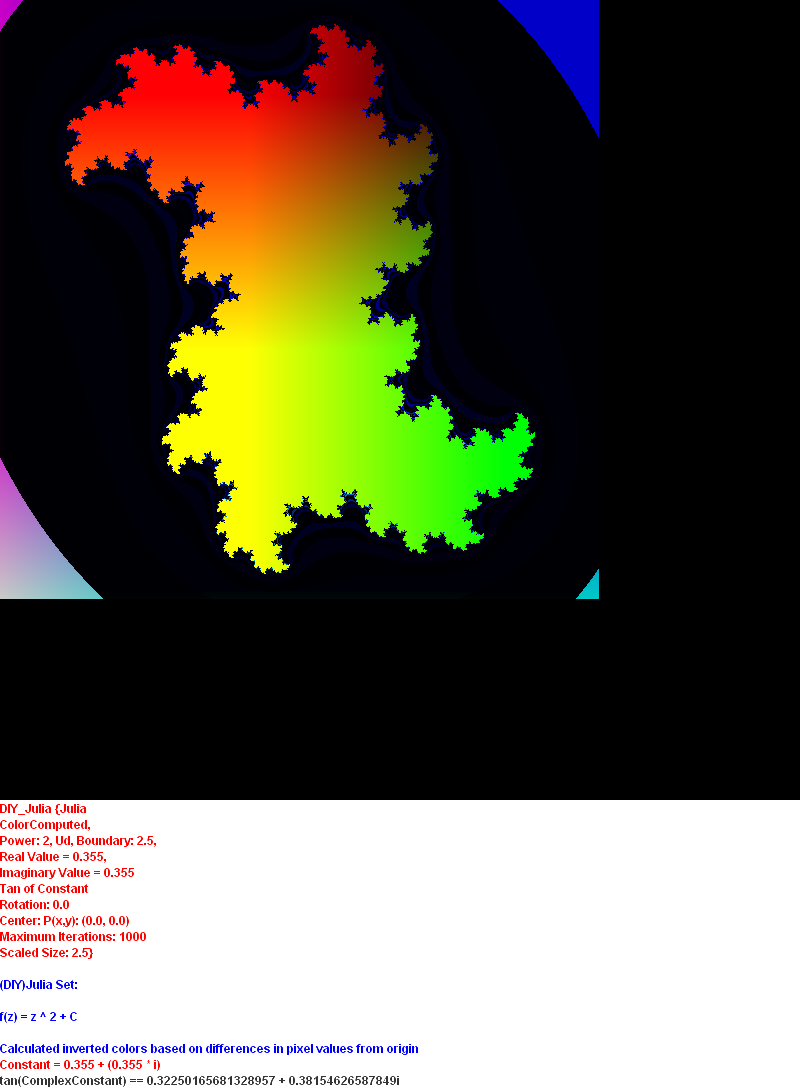 DIY_Julia {Julia
ColorComputed,
Power: 2, Ud, Boundary: 2.5,
Real Value = 0.355,
Imaginary Value = 0.355
Tan of Constant
Rotation: 0.0
Center: P(x,y): (0.0, 0.0)
Maximum Iterations: 1000
Scaled Size: 2.5}
(DIY)Julia Set:
f(z) = z ^ 2 + C
Calculated inverted colors based on differences in pixel values from origin
Constant = 0.355 + (0.355 * i)
tan(ComplexConstant) == 0.32250165681328957 + 0.38154626587849i